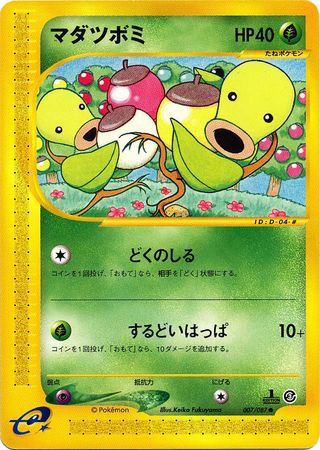 マダツボミ HP40
たねポケモン
ID:D-04-#
どくのしる
コインを1回投げ、「おもて」なら、相手を「どく」状態にする。
するどいはっぱ 10+
コインを1回投げ、「おもて」なら、10ダメージを追加する。
弱点 抵抗力 にげる
© Pokémon Illus.Keiko Fukuyama 007/087 ●
1 EDITION
e